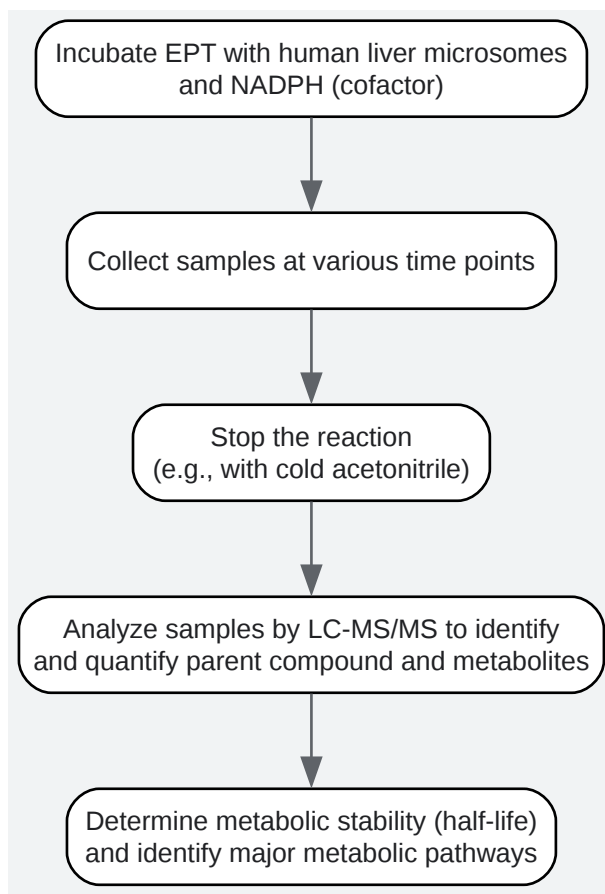 Incubate EPT with human liver microsomes
and NADPH (cofactor)
Collect samples at various time points
Stop the reaction
(e.g., with cold acetonitrile)
Analyze samples by LC-MS/MS to identify
and quantify parent compound and metabolites
Determine metabolic stability (half-life)
and identify major metabolic pathways